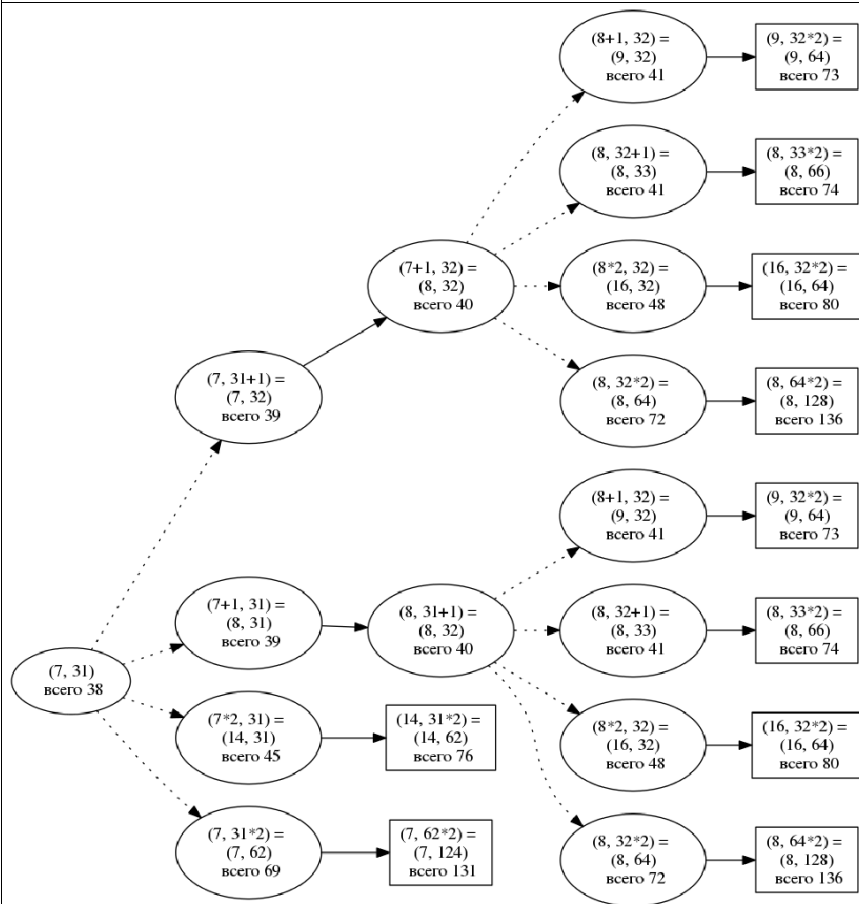 (8+1, 32) =
(9, 32)
всего 41
(9, 32*2) =
(9, 64)
всего 73
(8, 32+1) =
(8, 33)
всего 41
(8, 33*2) =
(8, 66)
всего 74
(7+1, 32) =
(8, 32)
всего 40
(8*2, 32) =
(16, 32)
всего 48
(16, 32*2) =
(16, 64)
всего 80
(7, 31+1) =
(7, 32)
всего 39
(8, 32*2) =
(8, 64)
всего 72
(8, 64*2) =
(8, 128)
всего 136
(8+1, 32) =
(9, 32)
всего 41
(9, 32*2) =
(9, 64)
всего 73
(7+1, 31) =
(8, 31)
всего 39
(8, 31+1) =
(8, 32)
всего 40
(8, 32+1) =
(8, 33)
всего 41
(8, 33*2) =
(8, 66)
всего 74
(7, 31)
всего 38
(7*2, 31) =
(14, 31)
всего 45
(14, 31*2) =
(14, 62)
всего 76
(8*2, 32) =
(16, 32)
всего 48
(16, 32*2) =
(16, 64)
всего 80
(7, 31*2) =
(7, 62)
всего 69
(7, 62*2) =
(7, 124)
всего 131
(8, 32*2) =
(8, 64)
всего 72
(8, 64*2) =
(8, 128)
всего 136